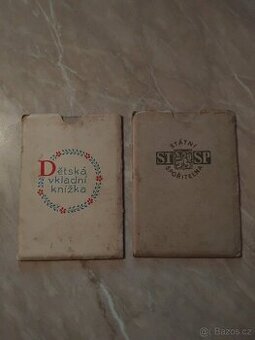 Dětská
vkladní
knížka
STÁTNÍ
ST SP
SPOŘITELNA
Bazos.cz